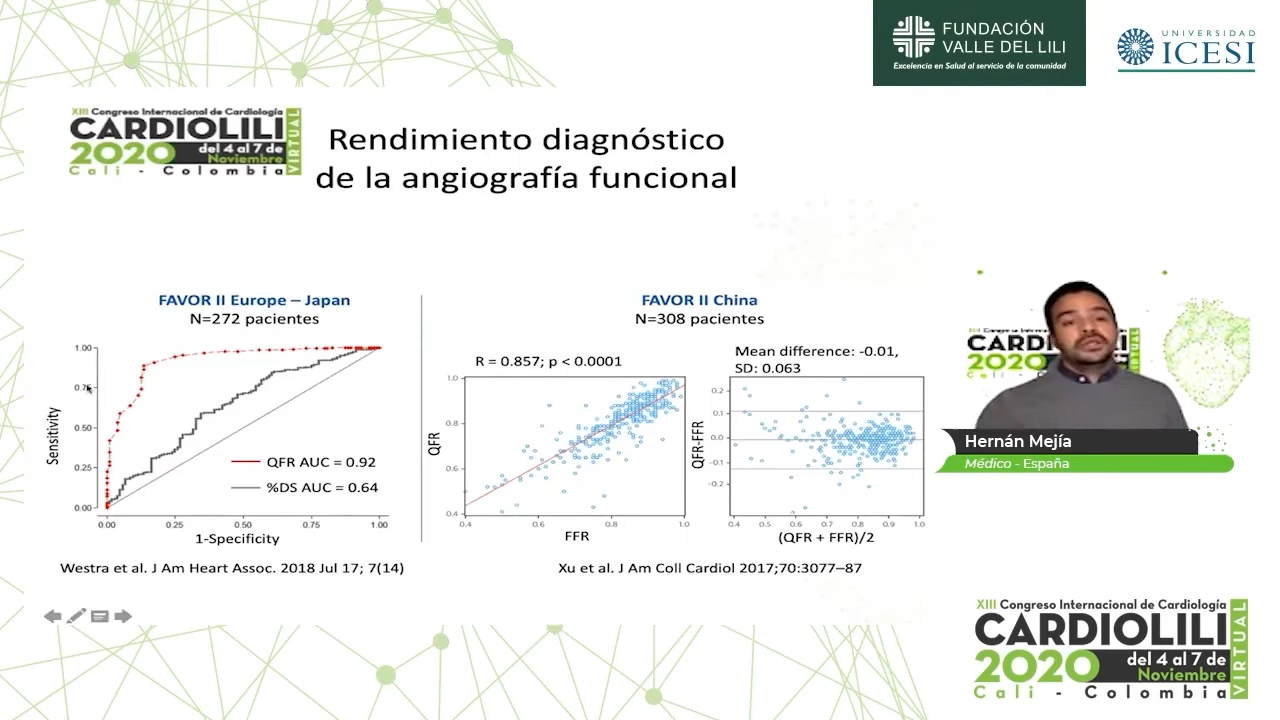 FUNDACIÓN
VALLE DEL LILI
Excelencia en Salud al servicio de la comunidad
UNIVERSIDAD
ICESI
XIII Congreso Internacional de Cardiología
CARDIOLILI
2020 del 4 al 7 de
Noviembre
Cali - Colombia
VIRTUAL
Rendimiento diagnóstico
de la angiografía funcional
FAVOR II Europe – Japan
N=272 pacientes
1.00
0.75
0.50
0.25
0.00
Sensitivity
QFR AUC = 0.92
%DS AUC = 0.64
0.00 0.25 0.50 0.75 1.00
1-Specificity
Westra et al. J Am Heart Assoc. 2018 Jul 17; 7(14)
FAVOR II China
N=308 pacientes
R = 0.857; p < 0.0001
1.0
0.8
0.6
0.4
QFR
0.4 0.6 0.8 1.0
FFR
Mean difference: -0.01,
SD: 0.063
0.2
0.1
0.0
-0.1
-0.2
QFR-FFR
0.4 0.5 0.6 0.7 0.8 0.9 1.0
(QFR + FFR)/2
Xu et al. J Am Coll Cardiol 2017;70:3077–87
Hernán Mejía
Médico - España
XIII Congreso Internacional de Cardiología
CARDIOLILI
2020 del 4 al 7 de
Noviembre
Cali - Colombia
VIRTUAL